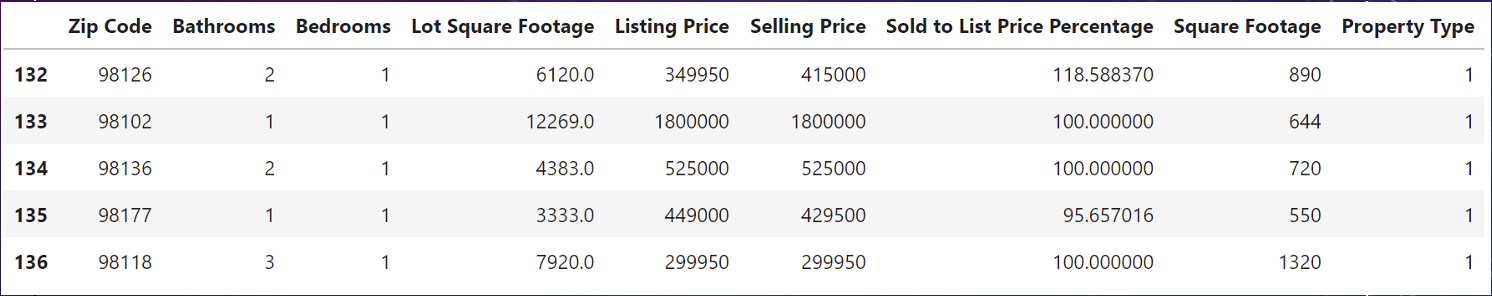 Zip Code Bathrooms Bedrooms Lot Square Footage Listing Price Selling Price Sold to List Price Percentage Square Footage Property Type
132 98126 2 1 6120.0 349950 415000 118.588370 890 1
133 98102 1 1 12269.0 1800000 1800000 100.000000 644 1
134 98136 2 1 4383.0 525000 525000 100.000000 720 1
135 98177 1 1 3333.0 449000 429500 95.657016 550 1
136 98118 3 1 7920.0 299950 299950 100.000000 1320 1